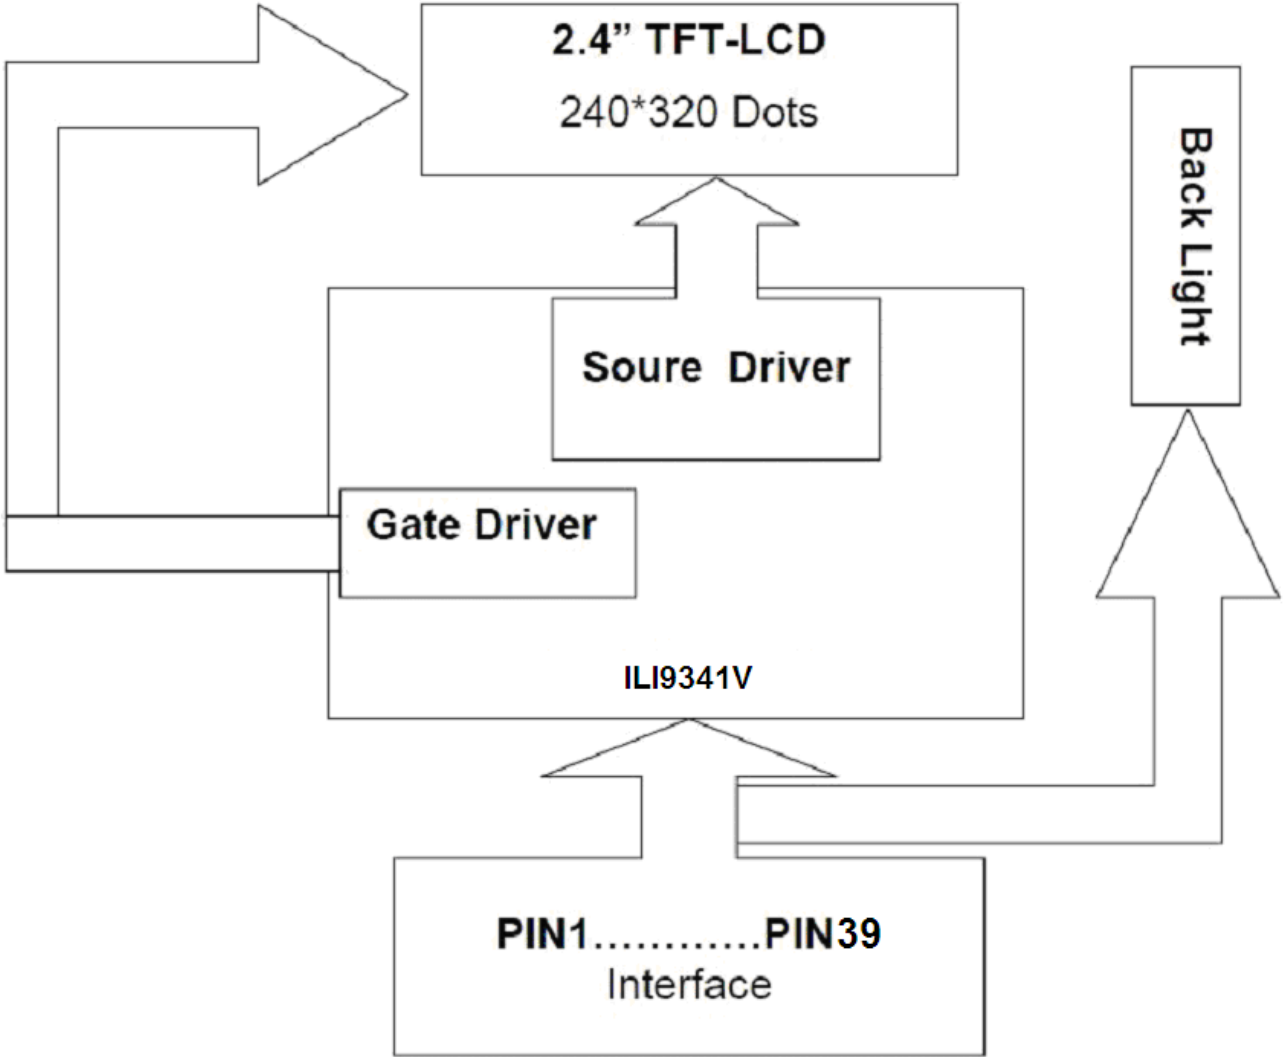 2.4” TFT-LCD
240*320 Dots
Back Light
Soure Driver
Gate Driver
ILI9341V
PIN1............PIN39
Interface